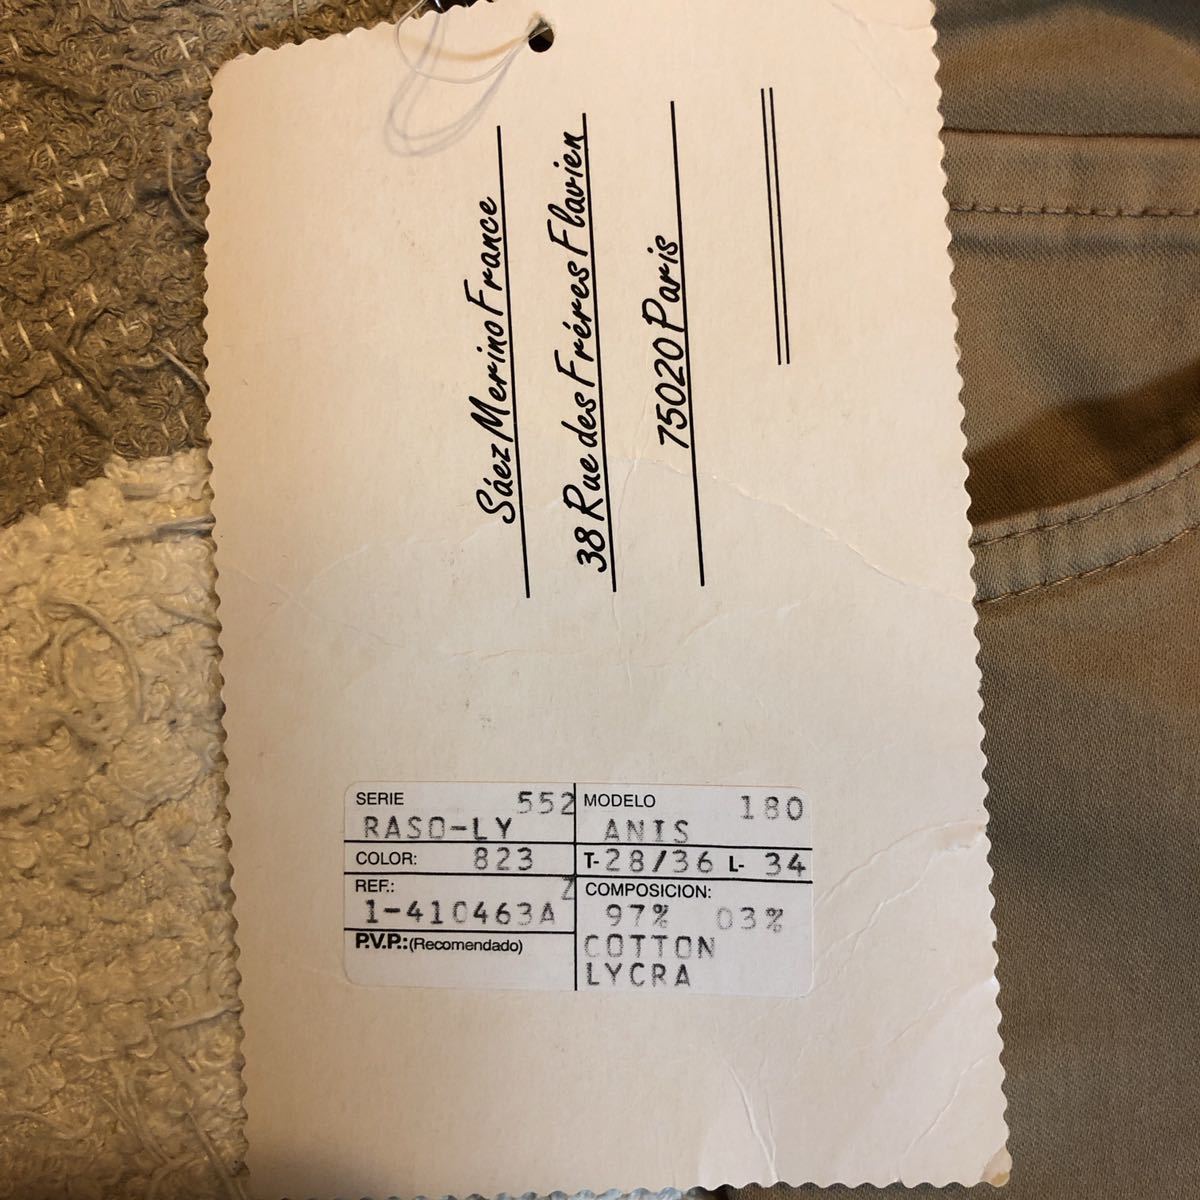 Sáez Merino France
38 Rue des Fréres Flavien
75020 Paris
SERIE 552
RASO-LY
MODELO 180
ANIS
COLOR: 823
T- 28/36 L- 34
REF.: Z
1-410463A
COMPOSICION:
97% 03%
COTTON
LYCRA
P.V.P.: (Recomendado)